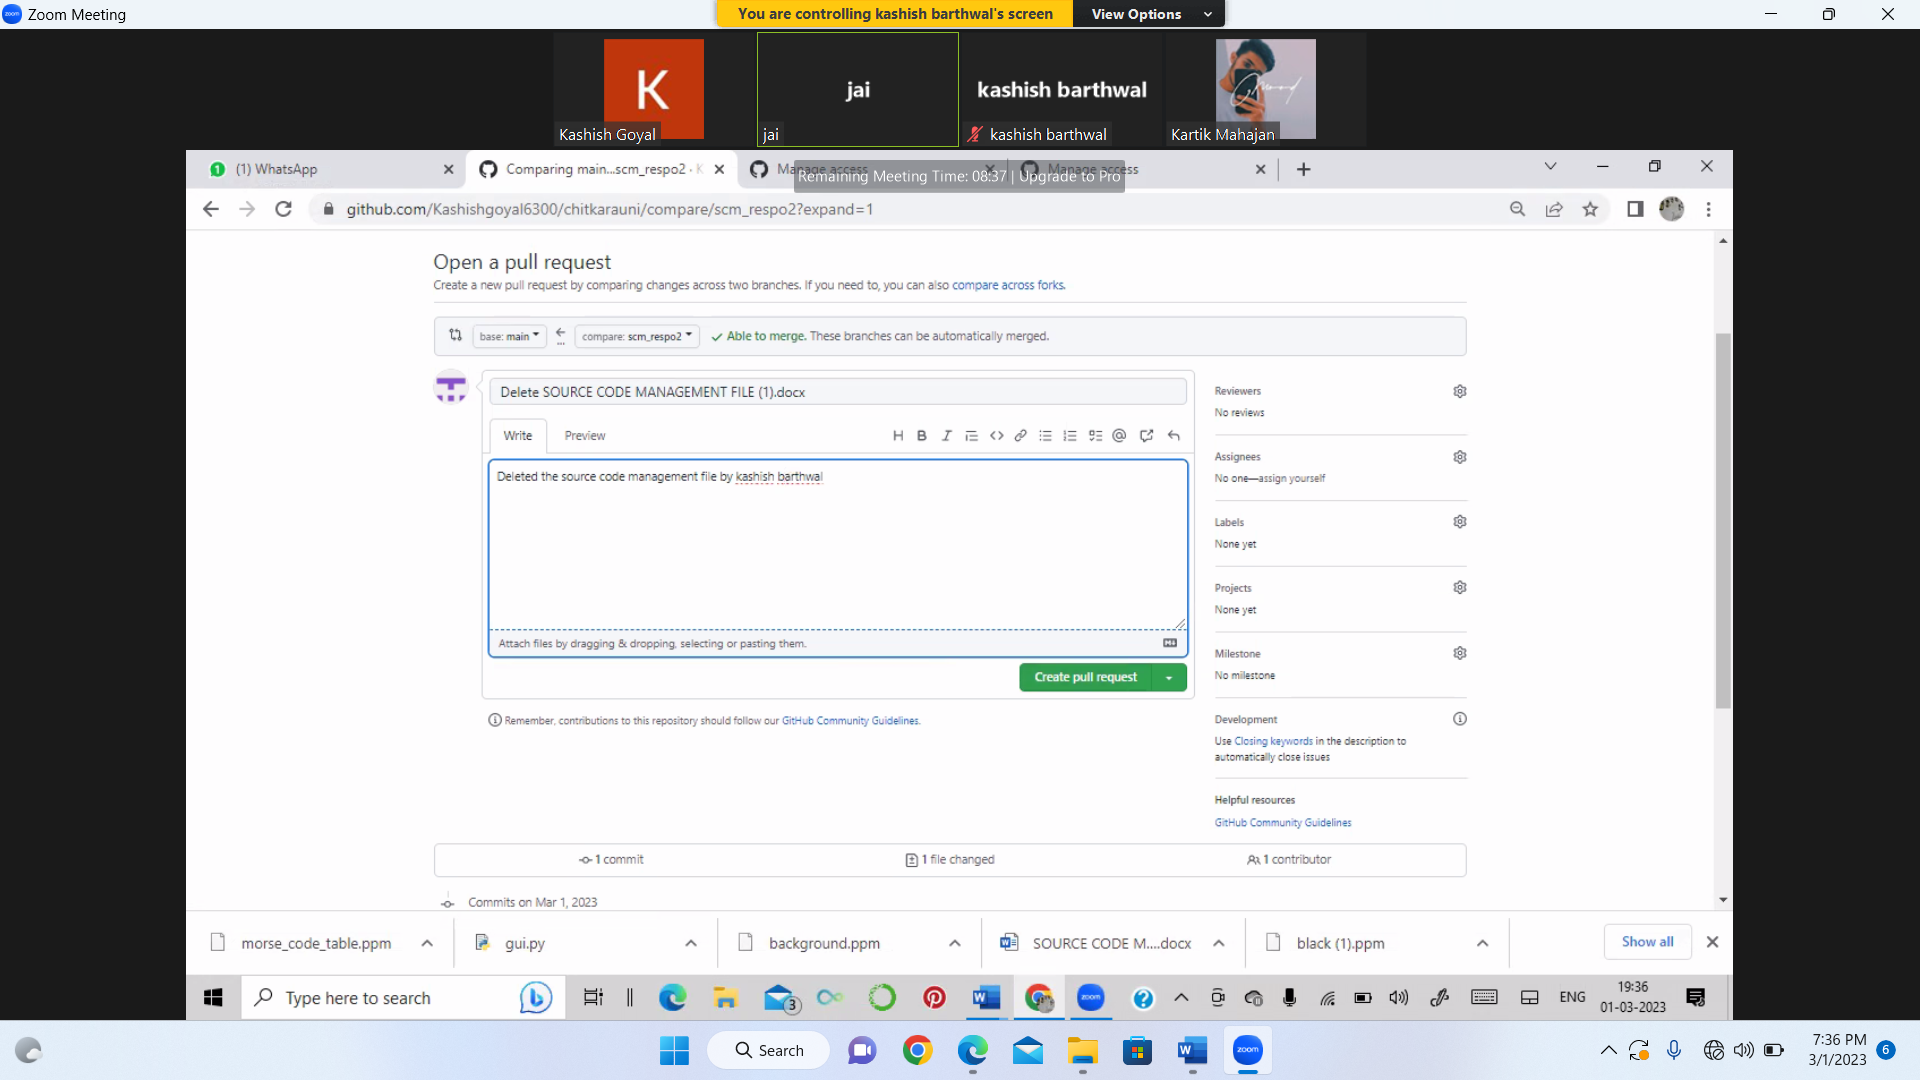 Zoom Meeting
You are controlling kashish barthwal's screen
View Options
K
Kashish Goyal
jai
jai
kashish barthwal
kashish barthwal
Kartik Mahajan
(1) WhatsApp
Comparing main...scm_respo2 · K
Manage access
Manage access
Remaining Meeting Time: 08:37 | Upgrade to Pro
github.com/Kashishgoyal6300/chitkarauni/compare/scm_respo2?expand=1
Open a pull request
Create a new pull request by comparing changes across two branches. If you need to, you can also compare across forks.
base: main
compare: scm_respo2
Able to merge. These branches can be automatically merged.
Delete SOURCE CODE MANAGEMENT FILE (1).docx
Write
Preview
Deleted the source code management file by kashish barthwal
Attach files by dragging & dropping, selecting or pasting them.
Create pull request
Remember, contributions to this repository should follow our GitHub Community Guidelines.
Reviewers
No reviews
Assignees
No one—assign yourself
Labels
None yet
Projects
None yet
Milestone
No milestone
Development
Use Closing keywords in the description to
automatically close issues
Helpful resources
GitHub Community Guidelines
1 commit
1 file changed
1 contributor
Commits on Mar 1, 2023
morse_code_table.ppm
gui.py
background.ppm
SOURCE CODE M....docx
black (1).ppm
Show all
Type here to search
3
zoom
ENG
19:36
01-03-2023
Search
zoom
7:36 PM
3/1/2023
6